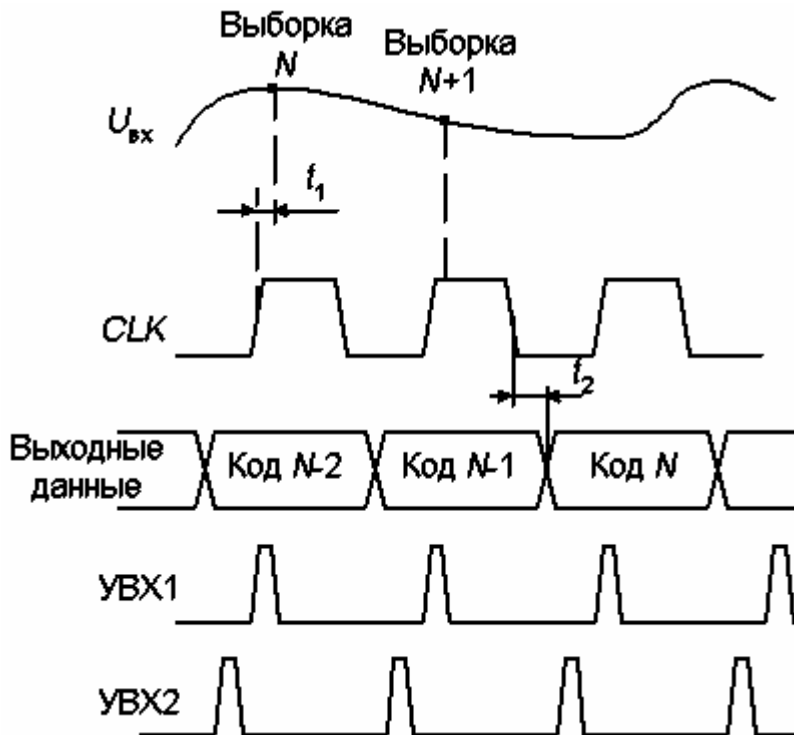 Выборка
N
Выборка
N+1
Uвх
t1
CLK
t2
Выходные
данные
Код N-2
Код N-1
Код N
УВХ1
УВХ2